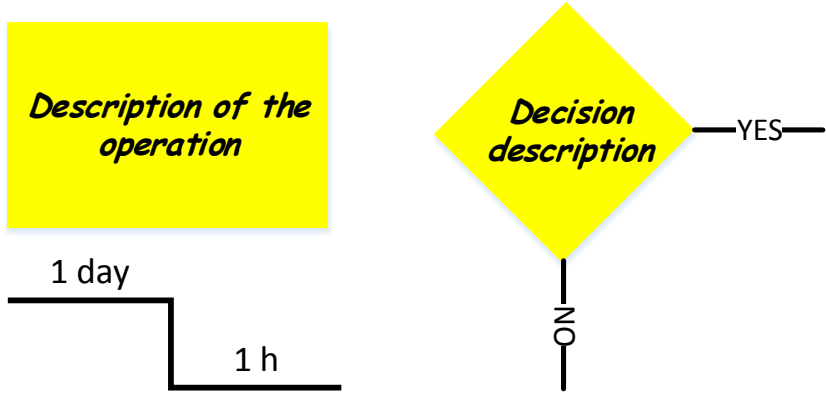 Description of the
operation
1 day
1 h
Decision
description
YES
NO